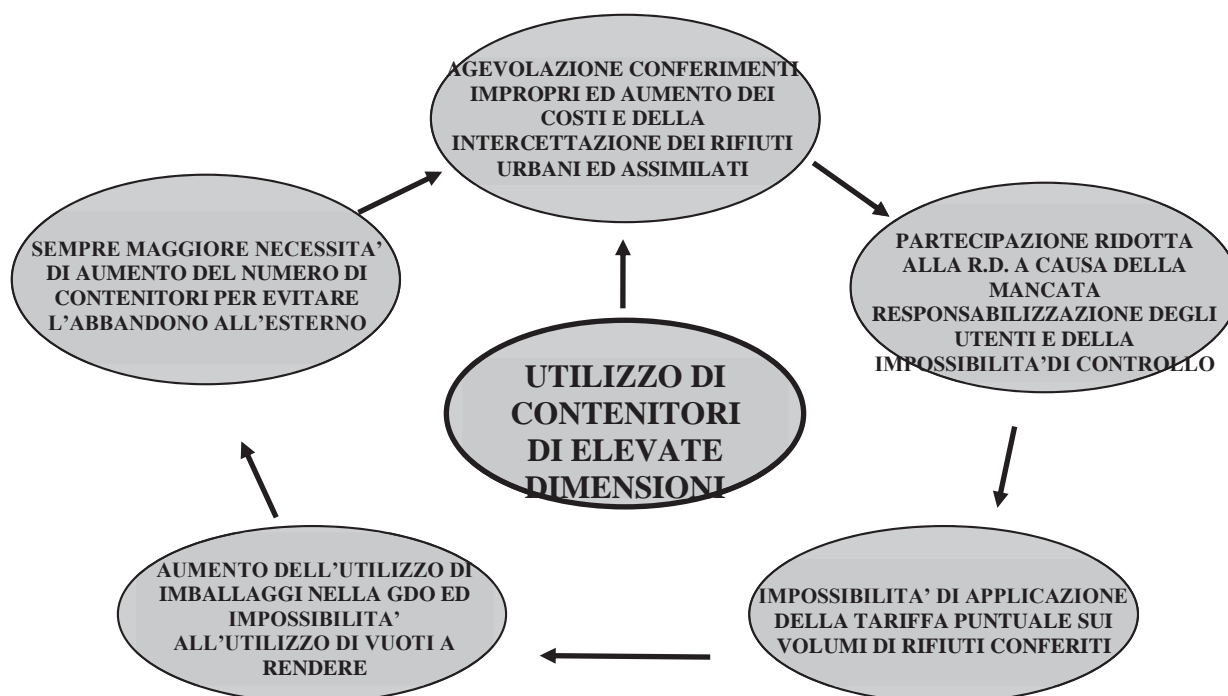 AGEVOLAZIONE CONFERIMENTI
IMPROPRI ED AUMENTO DEI
COSTI E DELLA
INTERCETTAZIONE DEI RIFIUTI
URBANI ED ASSIMILATI
SEMPRE MAGGIORE NECESSITA’
DI AUMENTO DEL NUMERO DI
CONTENITORI PER EVITARE
L’ABBANDONO ALL’ESTERNO
PARTECIPAZIONE RIDOTTA
ALLA R.D. A CAUSA DELLA
MANCATA
RESPONSABILIZZAZIONE DEGLI
UTENTI E DELLA
IMPOSSIBILITA’DI CONTROLLO
UTILIZZO DI
CONTENITORI
DI ELEVATE
DIMENSIONI
AUMENTO DELL’UTILIZZO DI
IMBALLAGGI NELLA GDO ED
IMPOSSIBILITA’
ALL’UTILIZZO DI VUOTI A
RENDERE
IMPOSSIBILITA’ DI APPLICAZIONE
DELLA TARIFFA PUNTUALE SUI
VOLUMI DI RIFIUTI CONFERITI